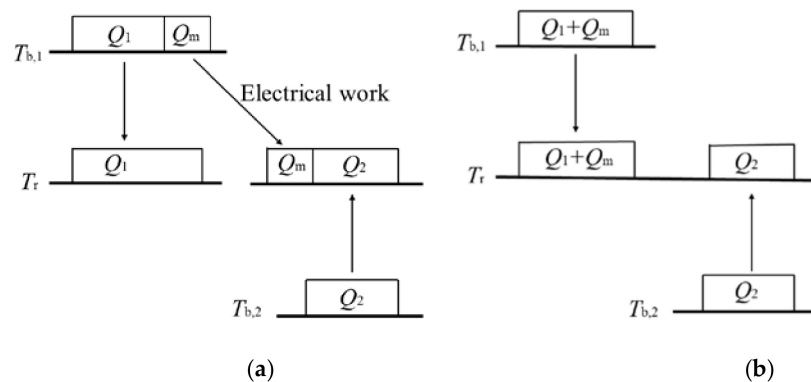 Q1 Qm
Tb,1
Electrical work
Q1
Tr
Qm Q2
Q2
Tb,2
(a)
Q1+Qm
Tb,1
Q1+Qm
Q2
Tr
Q2
Tb,2
(b)